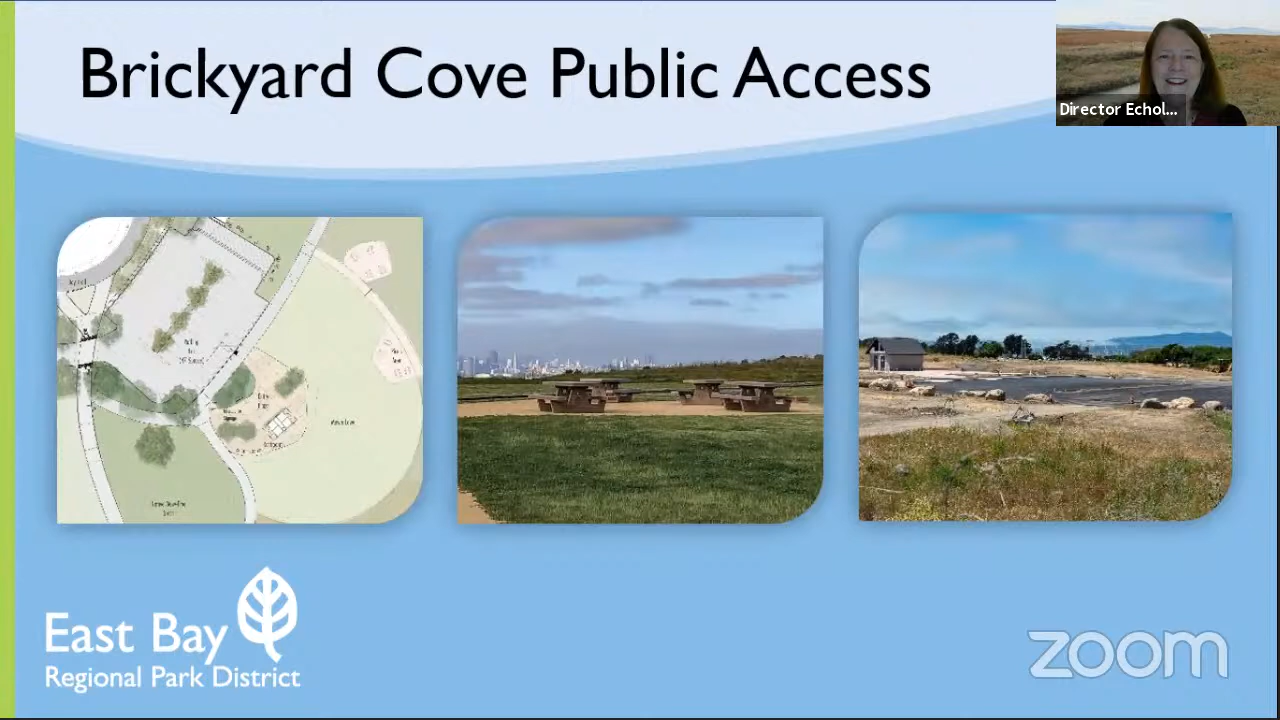 Brickyard Cove Public Access
Director Echol...
East Bay
Regional Park District
zoom